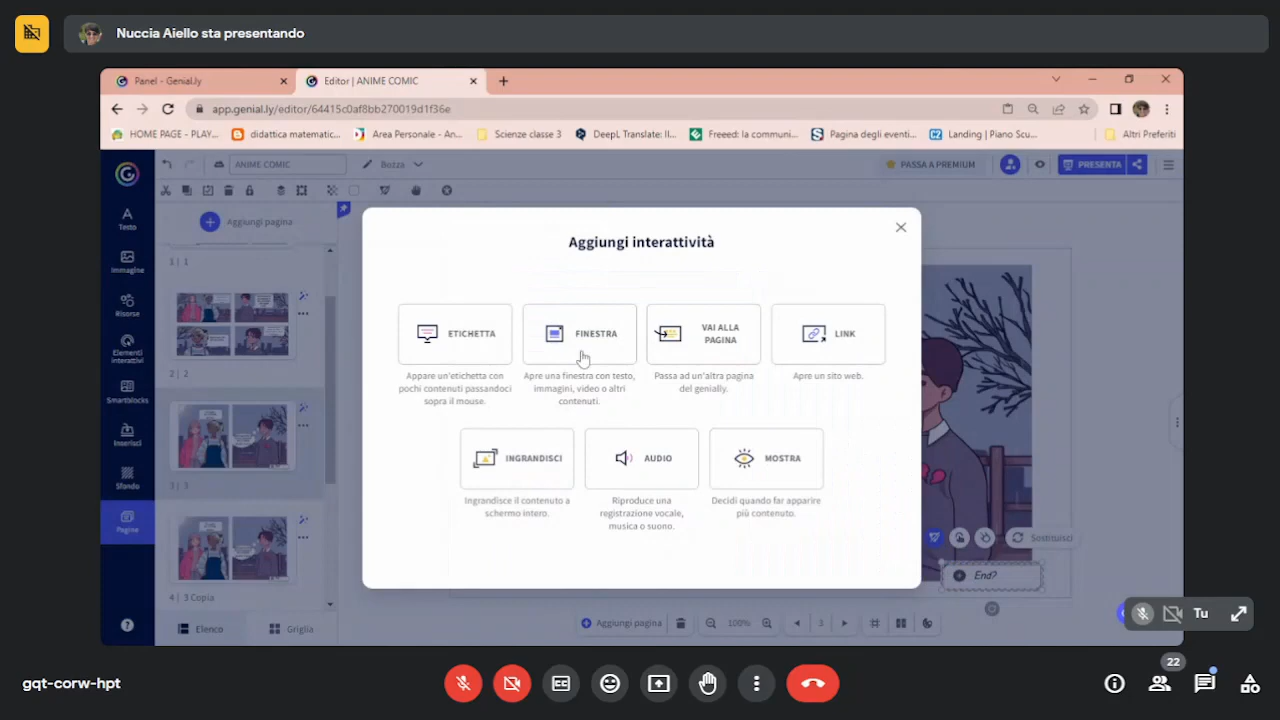 Nuccia Aiello sta presentando
Panel - Genial.ly
Editor | ANIME COMIC
app.genial.ly/editor/64415c0af8bb270019d1f36e
HOME PAGE - PLAY...
didattica matematic...
Area Personale - An...
Scienze classe 3
DeepL Translate: Il...
Freeed: la communi...
Pagina degli eventi...
Landing | Piano Scu...
Altri Preferiti
ANIME COMIC
Bozza
PASSA A PREMIUM
PRESENTA
Testo
Immagine
Risorse
Elementi
interattivi
Smartblocks
Inserisci
Sfondo
Pagine
Aggiungi pagina
1 | 1
2 | 2
3 | 3
4 | 3 Copia
Elenco
Griglia
Aggiungi interattività
ETICHETTA
Appare un'etichetta con
pochi contenuti passandoci
sopra il mouse.
FINESTRA
Apre una finestra con testo,
immagini, video o altri
contenuti.
VAI ALLA
PAGINA
Passa ad un'altra pagina
del genially.
LINK
Apre un sito web.
INGRANDISCI
Ingrandisce il contenuto a
schermo intero.
AUDIO
Riproduce una
registrazione vocale,
musica o suono.
MOSTRA
Decidi quando far apparire
più contenuto.
Sostituisci
End?
Aggiungi pagina
100%
3
Tu
gqt-corw-hpt
22